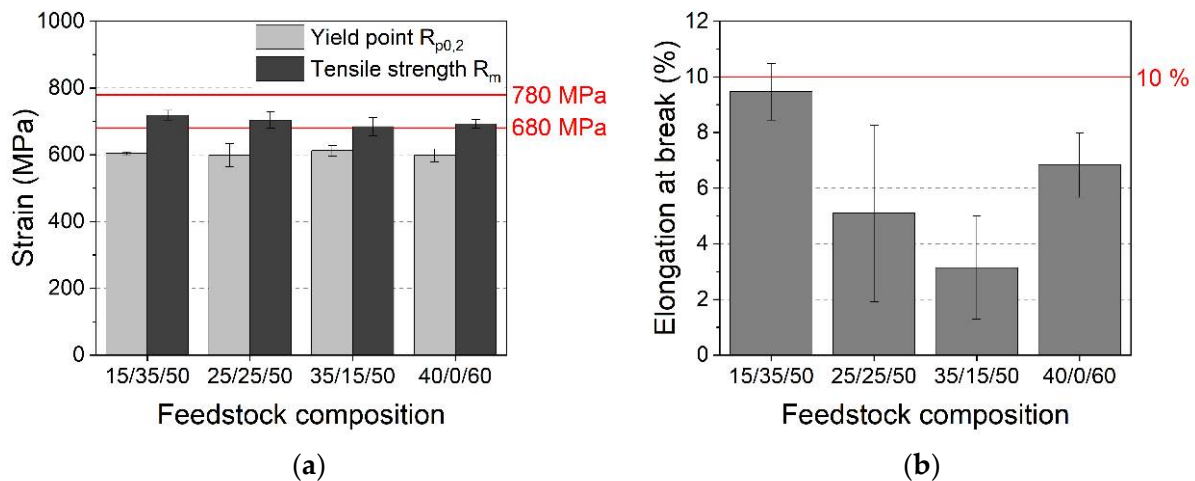 1000
800
600
400
200
0
Strain (MPa)
Yield point Rp0,2
Tensile strength Rm
780 MPa
680 MPa
15/35/50 25/25/50 35/15/50 40/0/60
Feedstock composition
(a)
12
10
8
6
4
2
0
Elongation at break (%)
10 %
15/35/50 25/25/50 35/15/50 40/0/60
Feedstock composition
(b)